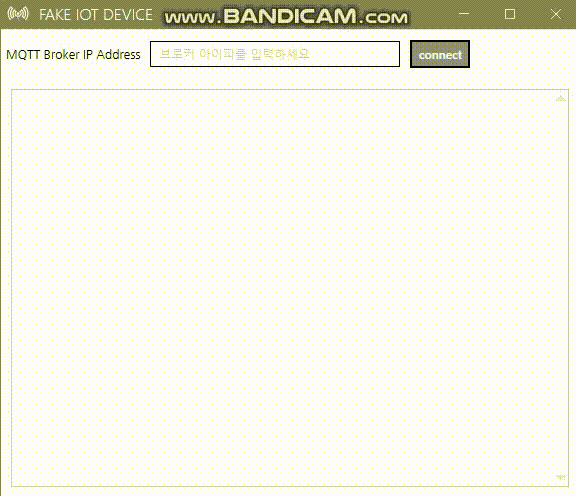 FAKE IOT DEVICE
www.BANDICAM.com
MQTT Broker IP Address 브로커 아이피를 입력하세요 connect